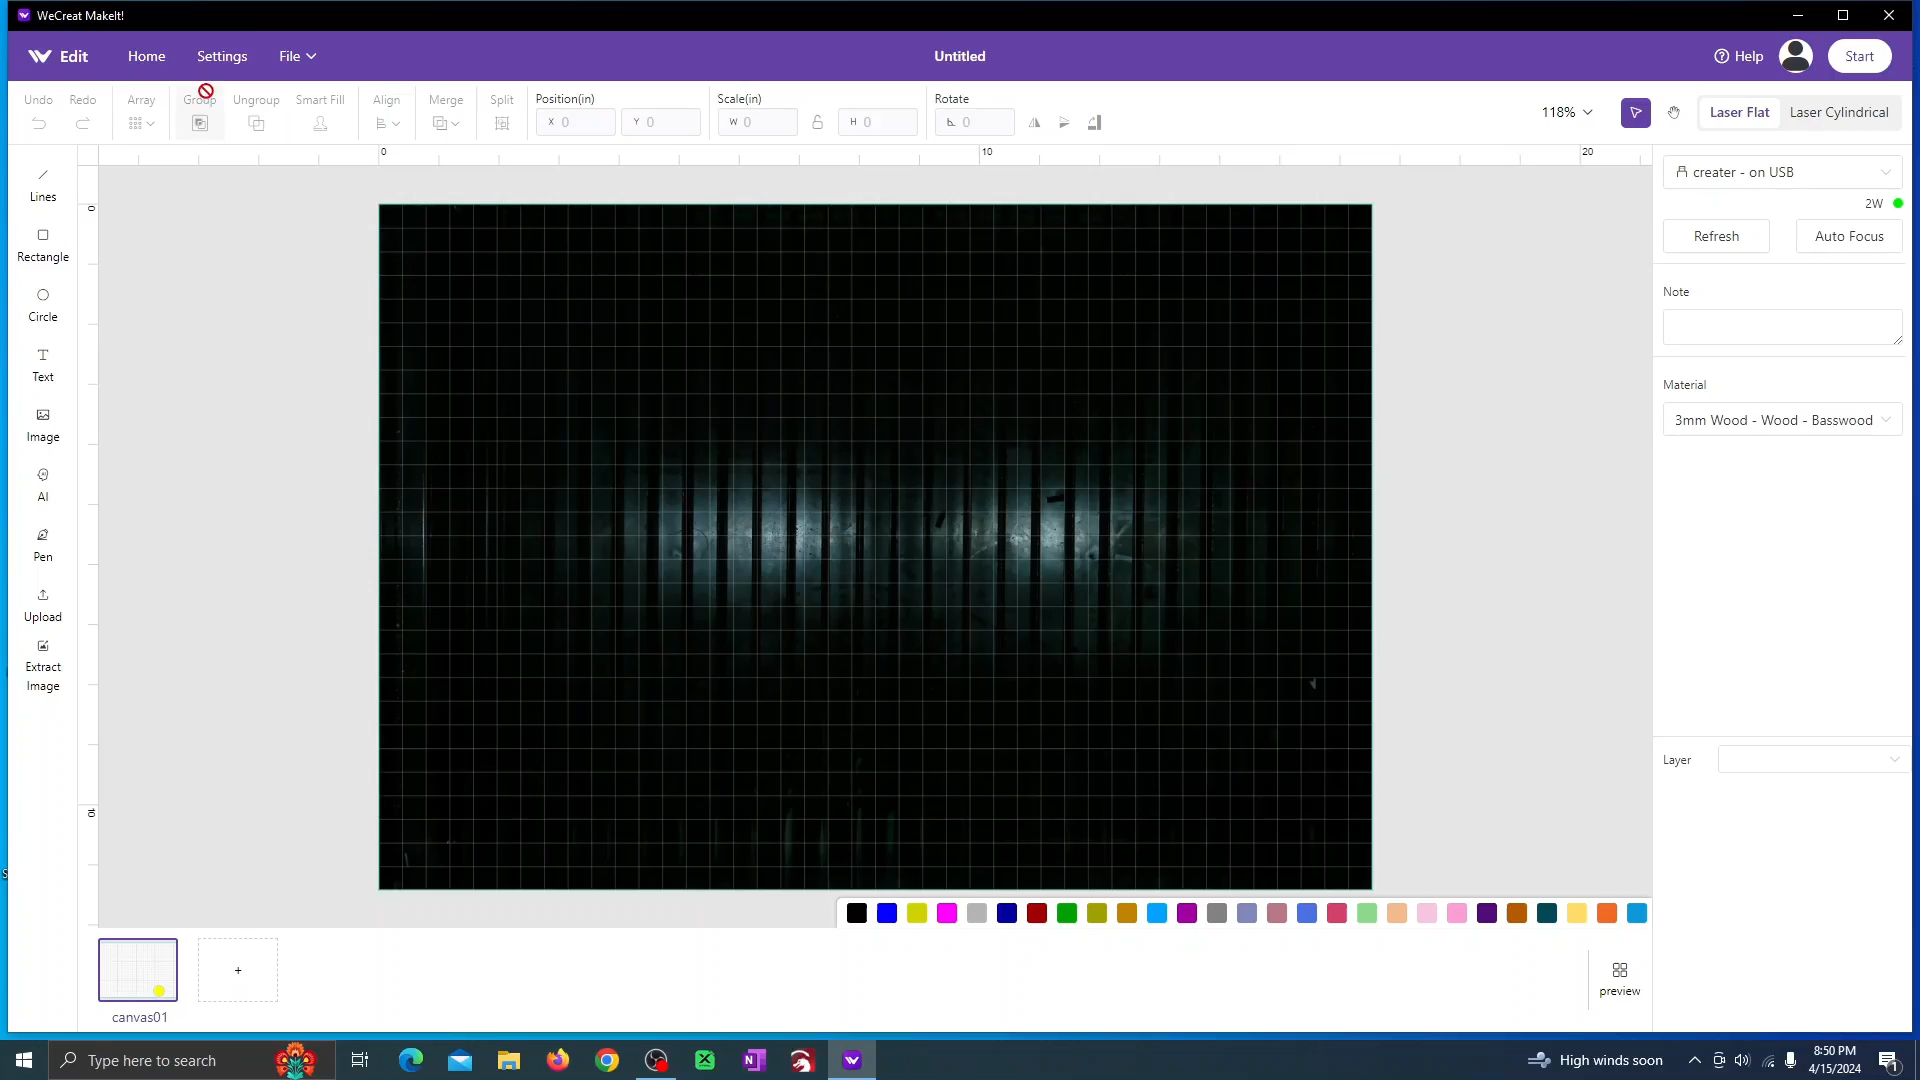 WeCreat MakeIt!
Edit Home Settings File Untitled Help Start
Undo Redo Array Group Ungroup Smart Fill Align Merge Split Position(in) Scale(in) Rotate
X 0 Y 0 W 0 H 0 0 118% Laser Flat Laser Cylindrical
0 10 20
0
10
Lines
Rectangle
Circle
Text
Image
AI
Pen
Upload
Extract
Image
creater - on USB
2W
Refresh Auto Focus
Note
Material
3mm Wood - Wood - Basswood
Layer
+
canvas01
preview
Type here to search
High winds soon
8:50 PM
4/15/2024
1